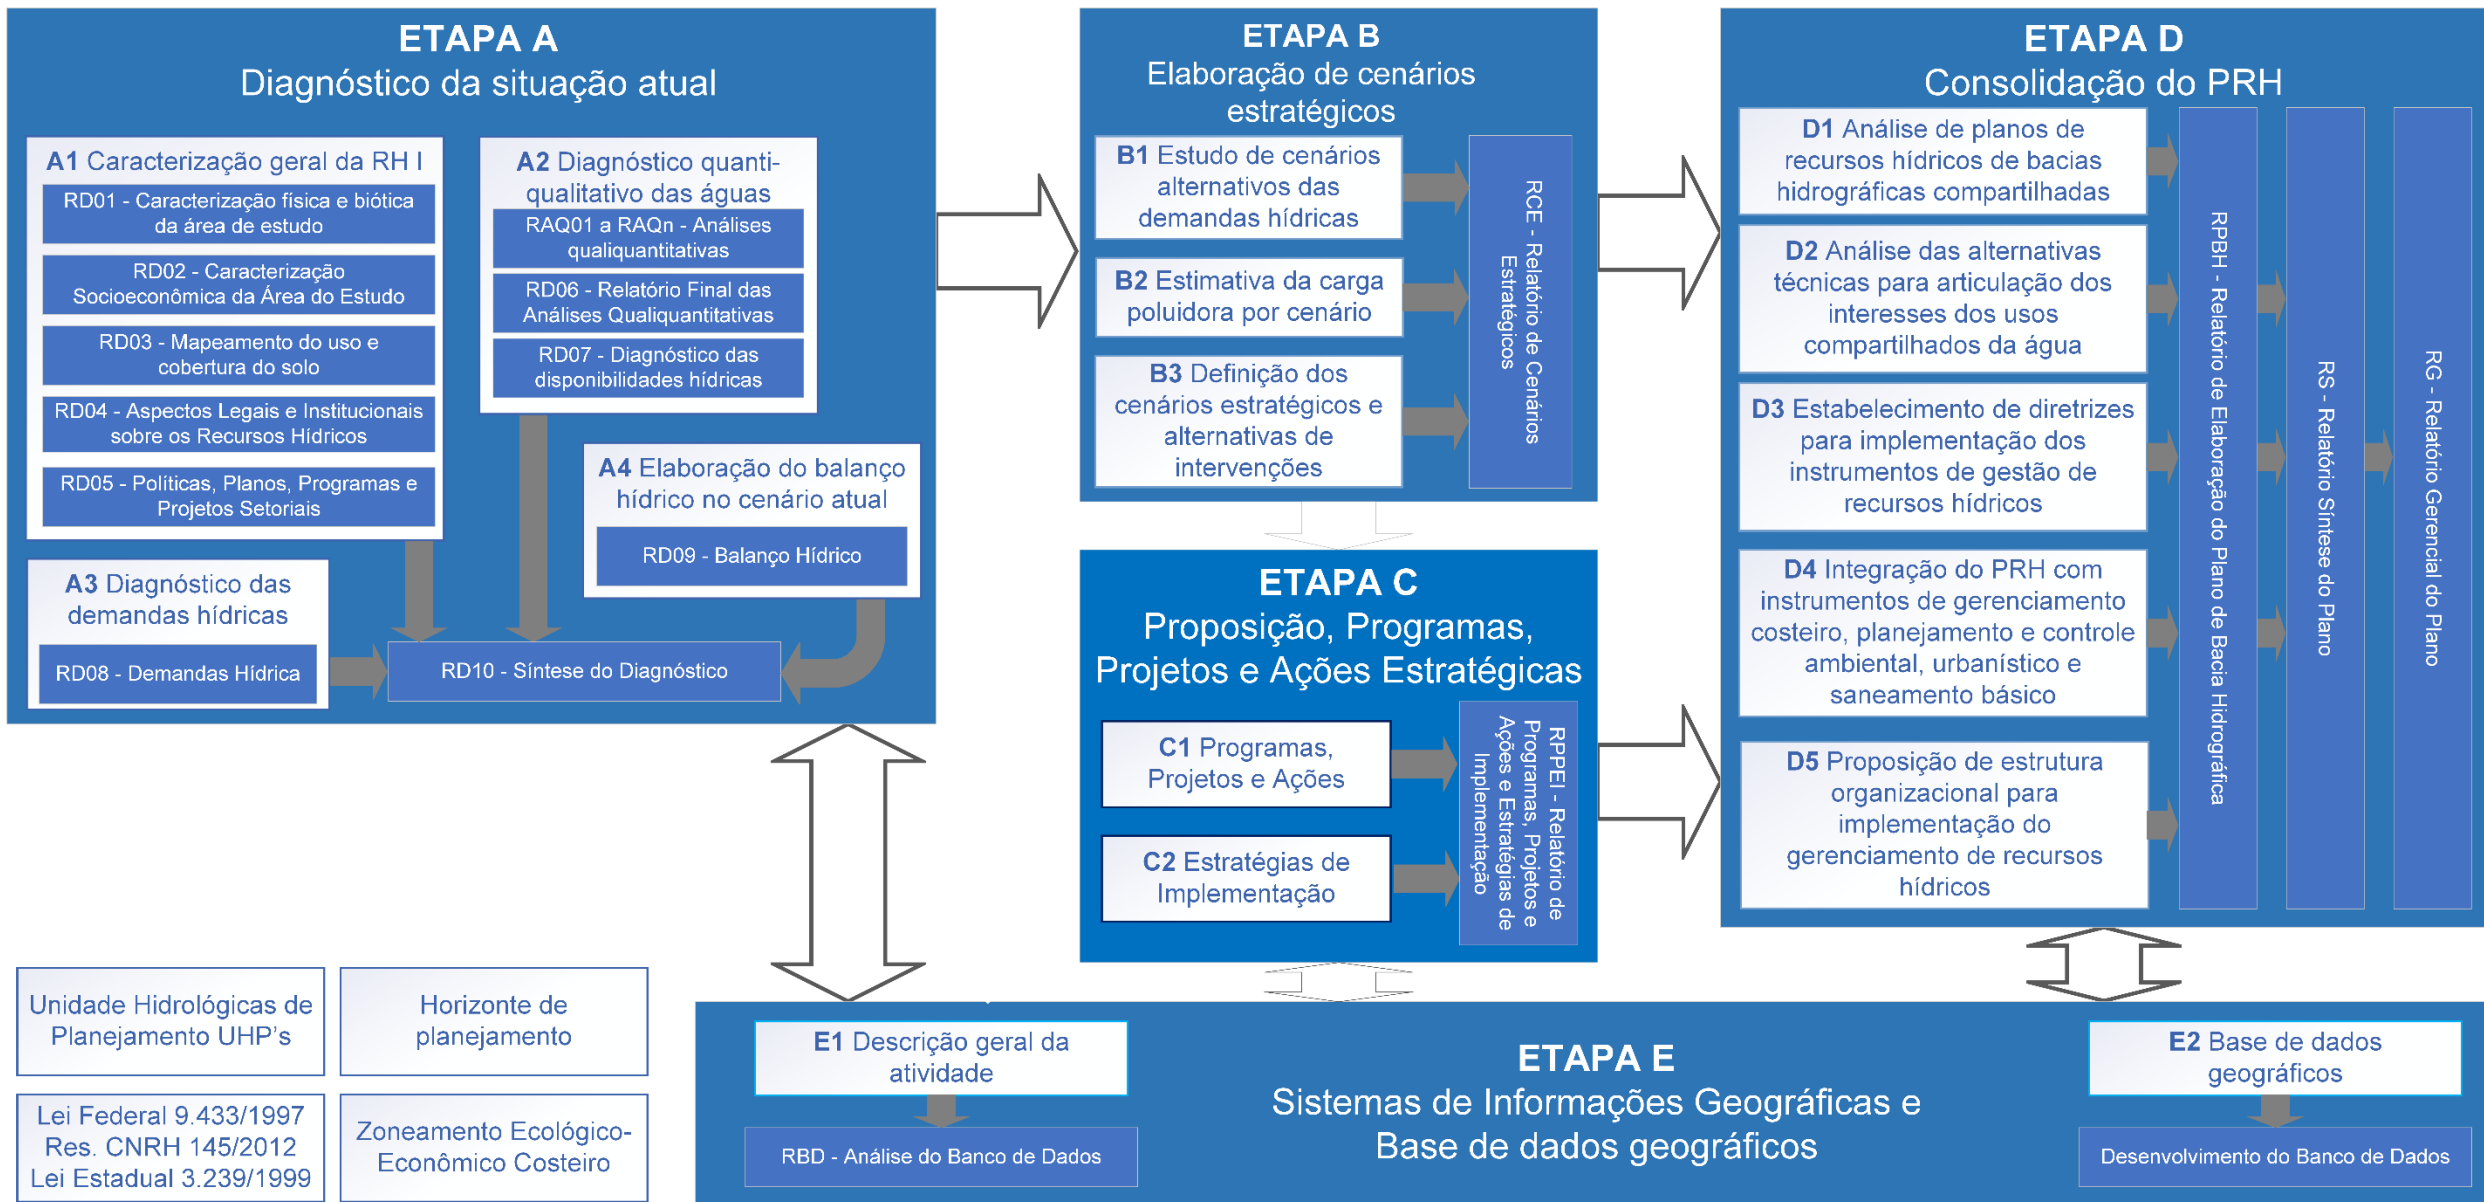 ETAPA A
Diagnóstico da situação atual
A1 Caracterização geral da RH I
RD01 - Caracterização física e biótica
da área de estudo
RD02 - Caracterização
Socioeconômica da Área do Estudo
RD03 - Mapeamento do uso e
cobertura do solo
RD04 - Aspectos Legais e Institucionais
sobre os Recursos Hídricos
RD05 - Políticas, Planos, Programas e
Projetos Setoriais
A2 Diagnóstico quanti-
qualitativo das águas
RAQ01 a RAQn - Análises
qualiquantitativas
RD06 - Relatório Final das
Análises Qualiquantitativas
RD07 - Diagnóstico das
disponibilidades hídricas
A3 Diagnóstico das
demandas hídricas
RD08 - Demandas Hídrica
A4 Elaboração do balanço
hídrico no cenário atual
RD09 - Balanço Hídrico
RD10 - Síntese do Diagnóstico
ETAPA B
Elaboração de cenários
estratégicos
B1 Estudo de cenários
alternativos das
demandas hídricas
B2 Estimativa da carga
poluidora por cenário
B3 Definição dos
cenários estratégicos e
alternativas de
intervenções
RCE - Relatório de Cenários
Estratégicos
ETAPA C
Proposição, Programas,
Projetos e Ações Estratégicas
C1 Programas,
Projetos e Ações
C2 Estratégias de
Implementação
RPPEI - Relatório de
Programas, Projetos e
Ações e Estratégias de
Implementação
ETAPA D
Consolidação do PRH
D1 Análise de planos de
recursos hídricos de bacias
hidrográficas compartilhadas
D2 Análise das alternativas
técnicas para articulação dos
interesses dos usos
compartilhados da água
D3 Estabelecimento de diretrizes
para implementação dos
instrumentos de gestão de
recursos hídricos
D4 Integração do PRH com
instrumentos de gerenciamento
costeiro, planejamento e controle
ambiental, urbanístico e
saneamento básico
D5 Proposição de estrutura
organizacional para
implementação do
gerenciamento de recursos
hídricos
RPBH - Relatório de Elaboração do Plano de Bacia Hidrográfica
RS - Relatório Síntese do Plano
RG - Relatório Gerencial do Plano
Unidade Hidrológicas de
Planejamento UHP's
Horizonte de
planejamento
Lei Federal 9.433/1997
Res. CNRH 145/2012
Lei Estadual 3.239/1999
Zoneamento Ecológico-
Econômico Costeiro
E1 Descrição geral da
atividade
RBD - Análise do Banco de Dados
ETAPA E
Sistemas de Informações Geográficas e
Base de dados geográficos
E2 Base de dados
geográficos
Desenvolvimento do Banco de Dados